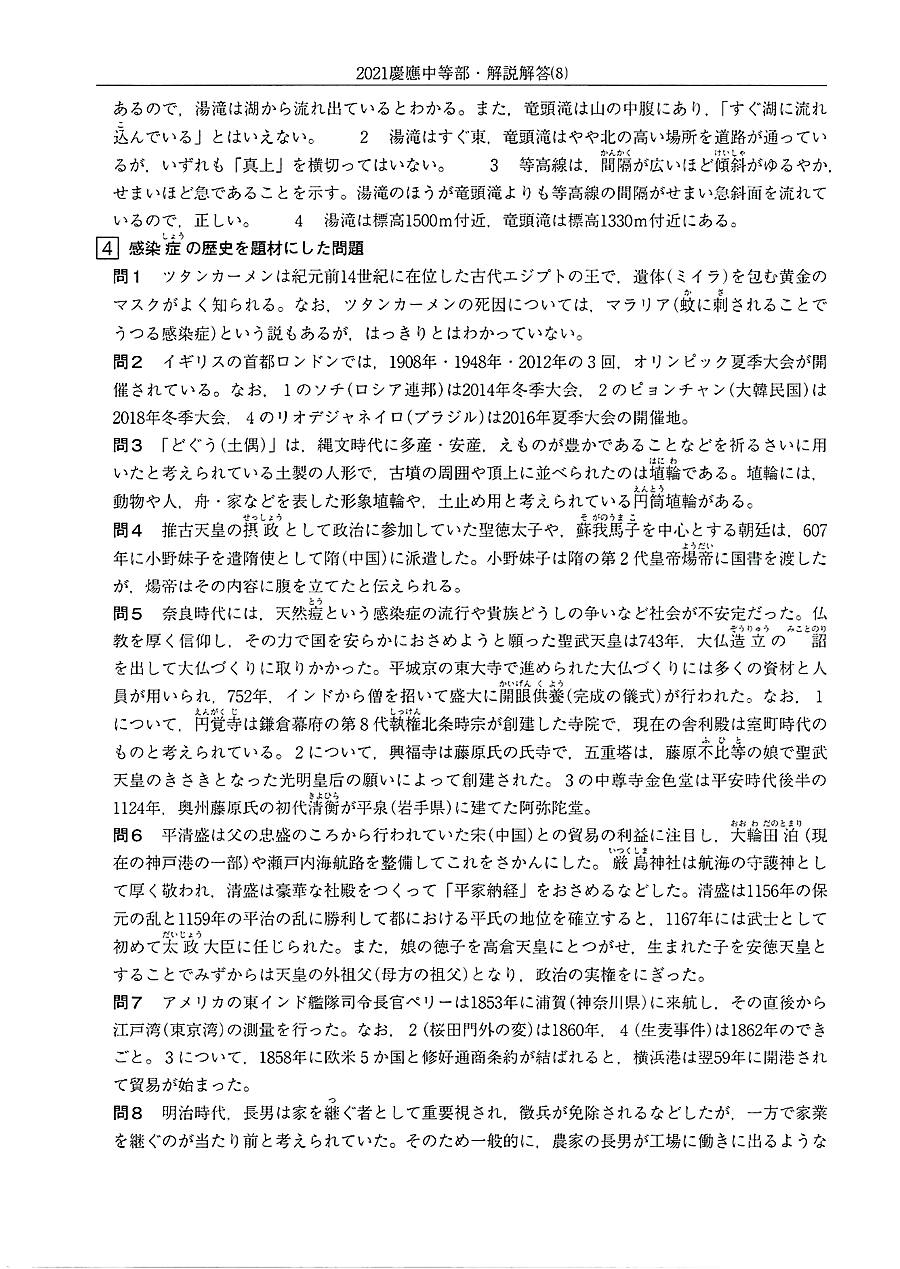 2021慶應中等部・解説解答(8)
あるので，湯滝は湖から流れ出ているとわかる。また，竜頭滝は山の中腹にあり，「すぐ湖に流れ
込んでいる」とはいえない。　2　湯滝はすぐ東，竜頭滝はやや北の高い場所を道路が通ってい
るが，いずれも「真上」を横切ってはいない。　3　等高線は，間隔が広いほど傾斜がゆるやか，
せまいほど急であることを示す。湯滝のほうが竜頭滝よりも等高線の間隔がせまい急斜面を流れて
いるので，正しい。　4　湯滝は標高1500m付近，竜頭滝は標高1330m付近にある。
4 感染症の歴史を題材にした問題
問1　ツタンカーメンは紀元前14世紀に在位した古代エジプトの王で，遺体(ミイラ)を包む黄金の
マスクがよく知られる。なお，ツタンカーメンの死因については，マラリア(蚊に刺されることで
うつる感染症)という説もあるが，はっきりとはわかっていない。
問2　イギリスの首都ロンドンでは，1908年・1948年・2012年の3回，オリンピック夏季大会が開
催されている。なお，1のソチ(ロシア連邦)は2014年冬季大会，2のピョンチャン(大韓民国)は
2018年冬季大会，4のリオデジャネイロ(ブラジル)は2016年夏季大会の開催地。
問3　「どぐう(土偶)」は，縄文時代に多産・安産，えものが豊かであることなどを祈るさいに用
いたと考えられている土製の人形で，古墳の周囲や頂上に並べられたのは埴輪である。埴輪には，
動物や人，舟・家などを表した形象埴輪や，土止め用と考えられている円筒埴輪がある。
問4　推古天皇の摂政として政治に参加していた聖徳太子や，蘇我馬子を中心とする朝廷は，607
年に小野妹子を遣隋使として隋(中国)に派遣した。小野妹子は隋の第2代皇帝煬帝に国書を渡した
が，煬帝はその内容に腹を立てたと伝えられる。
問5　奈良時代には，天然痘という感染症の流行や貴族どうしの争いなど社会が不安定だった。仏
教を厚く信仰し，その力で国を安らかにおさめようと願った聖武天皇は743年，大仏造立の詔
を出して大仏づくりに取りかかった。平城京の東大寺で進められた大仏づくりには多くの資材と人
員が用いられ，752年，インドから僧を招いて盛大に開眼供養(完成の儀式)が行われた。なお，1
について，円覚寺は鎌倉幕府の第8代執権北条時宗が創建した寺院で，現在の舎利殿は室町時代の
ものと考えられている。2について，興福寺は藤原氏の氏寺で，五重塔は，藤原不比等の娘で聖武
天皇のきさきとなった光明皇后の願いによって創建された。3の中尊寺金色堂は平安時代後半の
1124年，奥州藤原氏の初代清衡が平泉(岩手県)に建てた阿弥陀堂。
問6　平清盛は父の忠盛のころから行われていた宋(中国)との貿易の利益に注目し，大輪田泊(現
在の神戸港の一部)や瀬戸内海航路を整備してこれをさかんにした。厳島神社は航海の守護神とし
て厚く敬われ，清盛は豪華な社殿をつくって「平家納経」をおさめるなどした。清盛は1156年の保
元の乱と1159年の平治の乱に勝利して都における平氏の地位を確立すると，1167年には武士として
初めて太政大臣に任じられた。また，娘の徳子を高倉天皇にとつがせ，生まれた子を安徳天皇と
することでみずからは天皇の外祖父(母方の祖父)となり，政治の実権をにぎった。
問7　アメリカの東インド艦隊司令長官ペリーは1853年に浦賀(神奈川県)に来航し，その直後から
江戸湾(東京湾)の測量を行った。なお，2(桜田門外の変)は1860年，4(生麦事件)は1862年のでき
ごと。3について，1858年に欧米5か国と修好通商条約が結ばれると，横浜港は翌59年に開港され
て貿易が始まった。
問8　明治時代，長男は家を継ぐ者として重要視され，徴兵が免除されるなどしたが，一方で家業
を継ぐのが当たり前と考えられていた。そのため一般的に，農家の長男が工場に働きに出るような